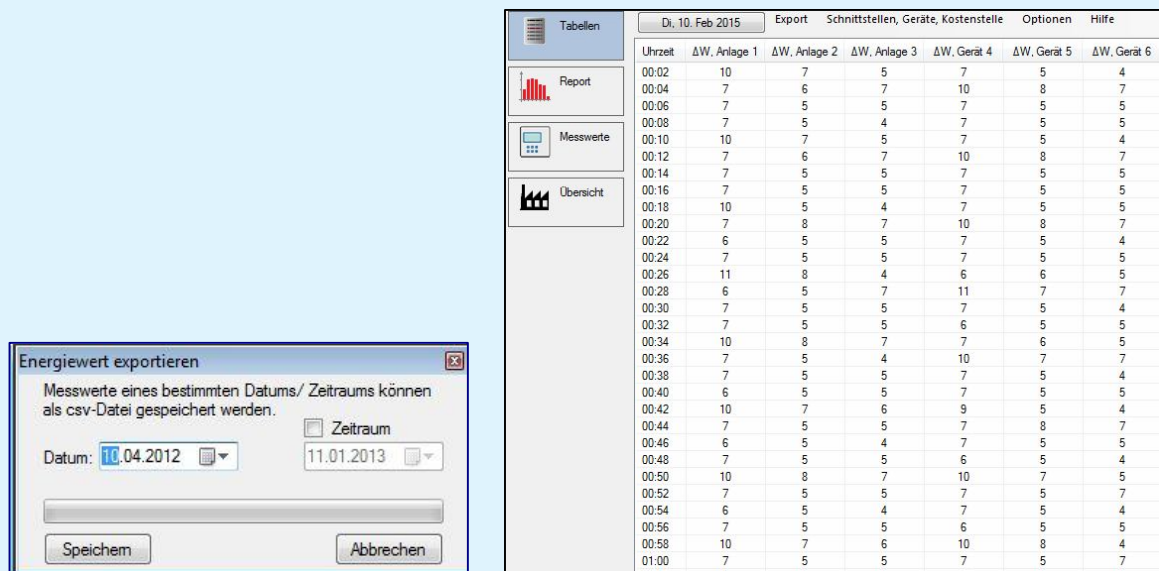 Energiewert exportieren
Messwerte eines bestimmten Datums/ Zeitraums können
als csv-Datei gespeichert werden.
Zeitraum
Datum: 10.04.2012 11.01.2013
Speichern Abbrechen
Tabellen
Report
Messwerte
Übersicht
Di, 10. Feb 2015 Export Schnittstellen, Geräte, Kostenstelle Optionen Hilfe
Uhrzeit ΔW, Anlage 1 ΔW, Anlage 2 ΔW, Anlage 3 ΔW, Gerät 4 ΔW, Gerät 5 ΔW, Gerät 6
00:02 10 7 5 7 5 4
00:04 7 6 7 10 8 7
00:06 7 5 5 7 5 5
00:08 7 5 4 7 5 5
00:10 10 7 5 7 5 4
00:12 7 6 7 10 8 7
00:14 7 5 5 7 5 5
00:16 7 5 5 7 5 5
00:18 10 5 4 7 5 5
00:20 7 8 7 10 8 7
00:22 6 5 5 7 5 4
00:24 7 5 5 7 5 5
00:26 11 8 4 6 6 5
00:28 6 5 7 11 7 7
00:30 7 5 5 7 5 4
00:32 7 5 5 6 5 5
00:34 10 8 7 7 6 5
00:36 7 5 4 10 7 7
00:38 7 5 5 7 5 4
00:40 6 5 5 7 5 5
00:42 10 7 6 9 5 4
00:44 7 5 5 7 8 7
00:46 6 5 4 7 5 5
00:48 7 5 5 6 5 4
00:50 10 8 7 10 7 5
00:52 7 5 5 7 5 7
00:54 6 5 4 7 5 4
00:56 7 5 5 6 5 5
00:58 10 7 6 10 8 4
01:00 7 5 5 7 5 7